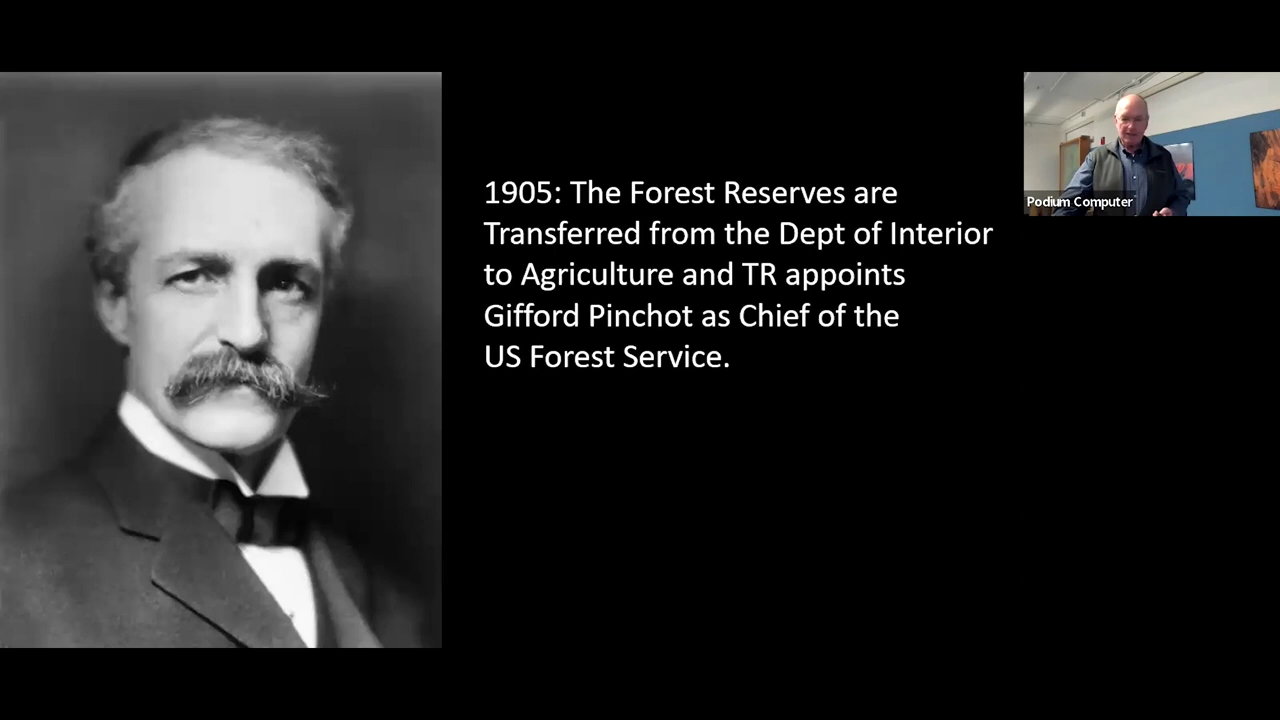 1905: The Forest Reserves are
Transferred from the Dept of Interior
to Agriculture and TR appoints
Gifford Pinchot as Chief of the
US Forest Service.
Podium Computer